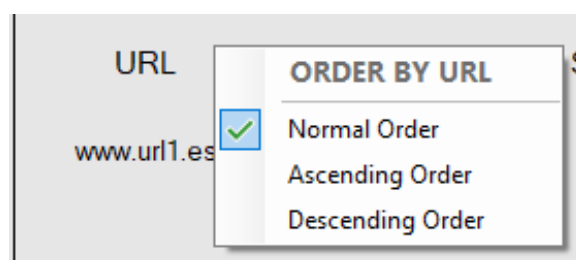 URL
ORDER BY URL
Normal Order
www.url1.es
Ascending Order
Descending Order